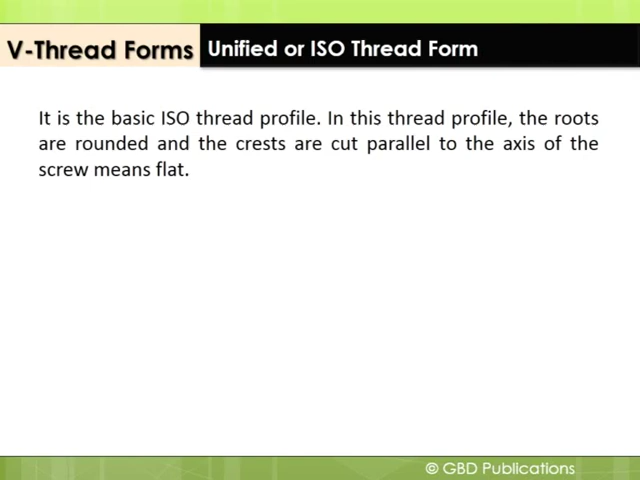 V-Thread Forms Unified or ISO Thread Form
It is the basic ISO thread profile. In this thread profile, the roots
are rounded and the crests are cut parallel to the axis of the
screw means flat.
© GBD Publications